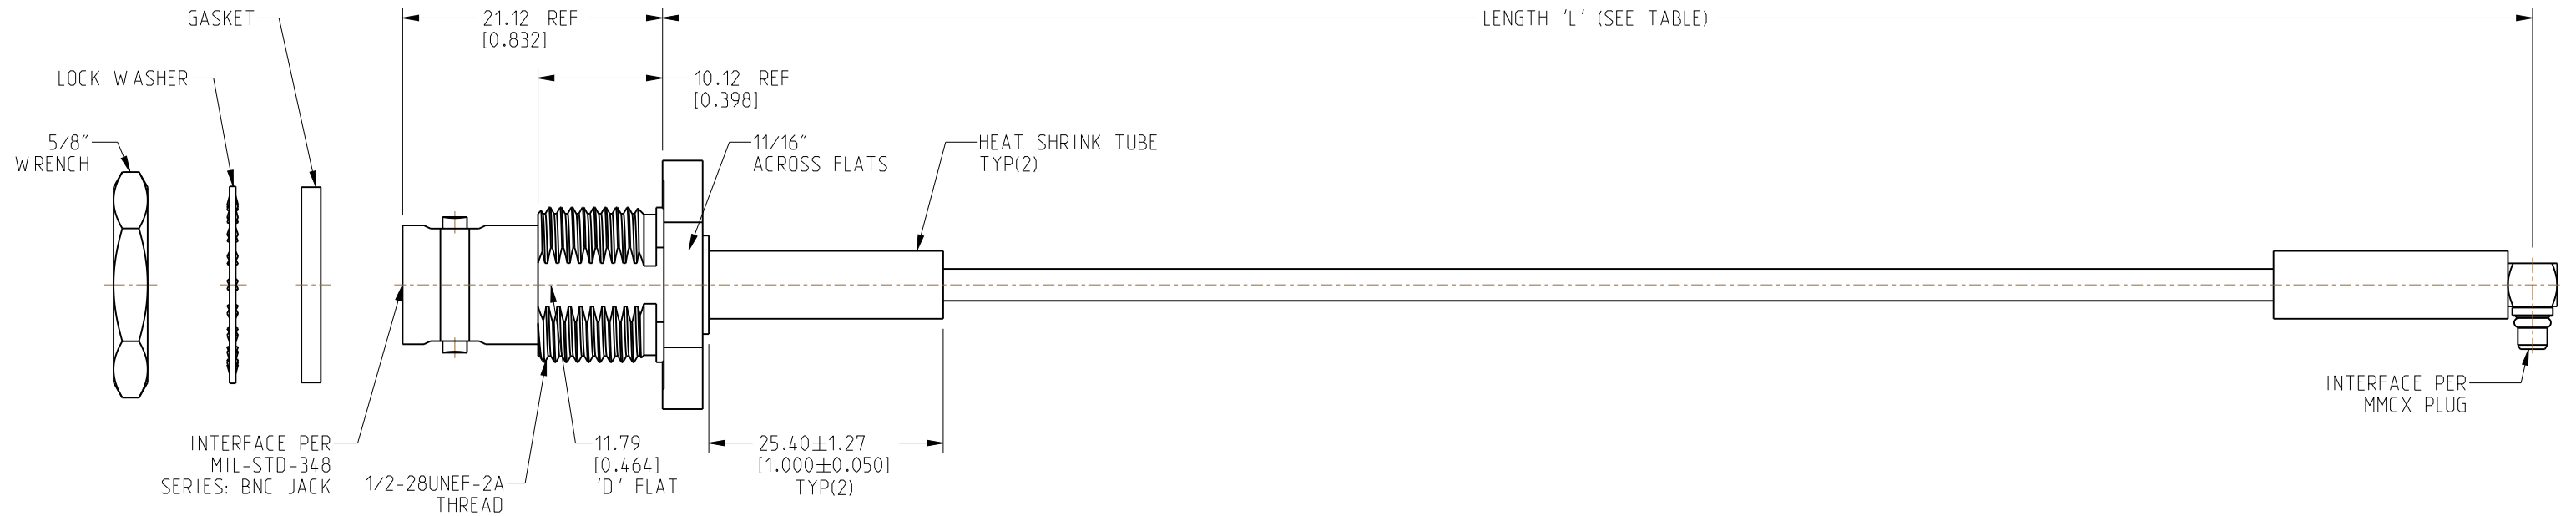 GASKET
21.12 REF
[0.832]
LENGTH 'L' (SEE TABLE)
LOCK WASHER
10.12 REF
[0.398]
5/8"
WRENCH
11/16"
ACROSS FLATS
HEAT SHRINK TUBE
TYP(2)
INTERFACE PER
MMCX PLUG
INTERFACE PER
MIL-STD-348
SERIES: BNC JACK
1/2-28UNEF-2A
THREAD
11.79
[0.464]
'D' FLAT
25.40±1.27
[1.000±0.050]
TYP(2)